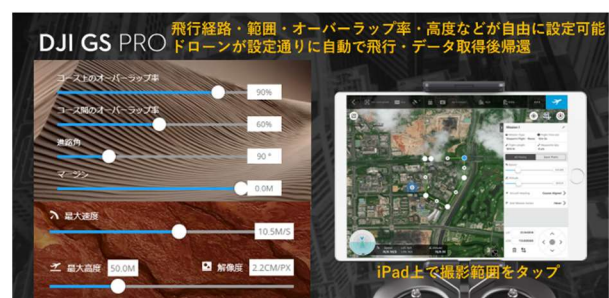 DJI GS PRO
飛行経路・範囲・オーバーラップ率・高度などが自由に設定可能
ドローンが設定通りに自動で飛行・データ取得後帰還
コース上のオーバーラップ率
90%
コース間のオーバーラップ率
60%
進路角
90 °
マージン
0.0M
最大速度
10.5M/S
最大高度 50.0M
解像度 2.2CM/PX
iPad上で撮影範囲をタップ